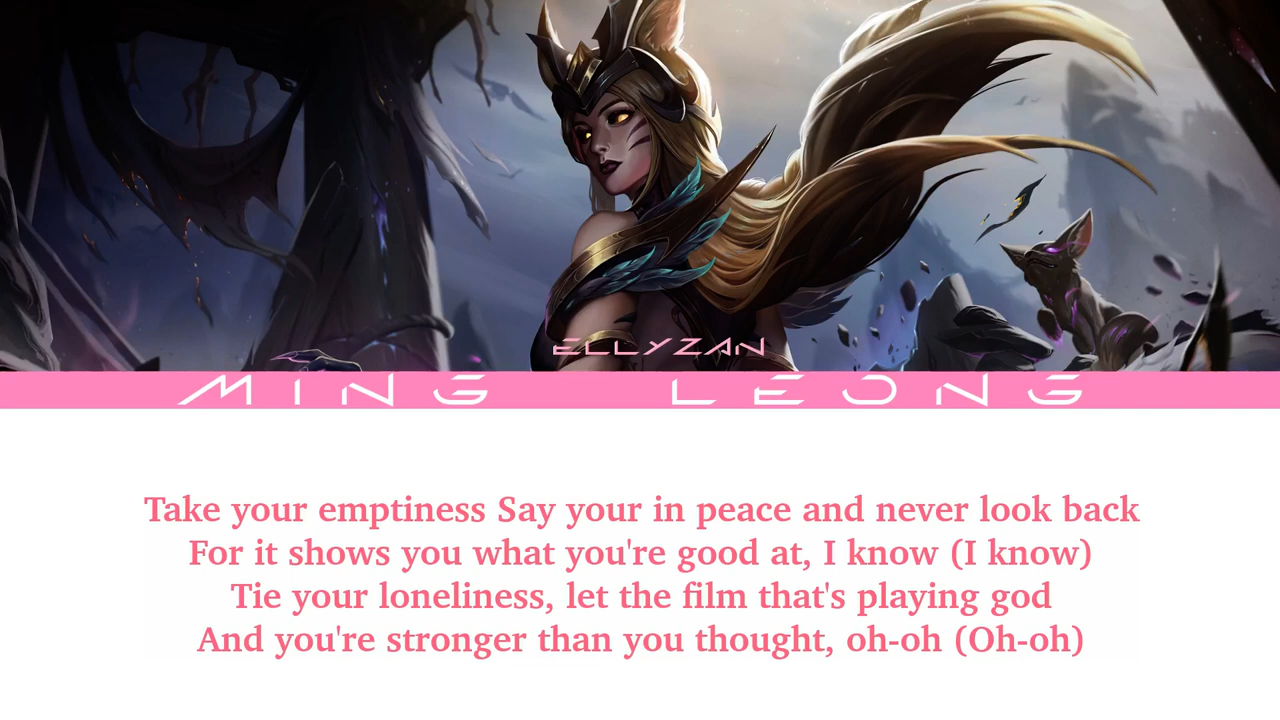 ELLYZAN
MING LEONG
Take your emptiness Say your in peace and never look back
For it shows you what you're good at, I know (I know)
Tie your loneliness, let the film that's playing god
And you're stronger than you thought, oh-oh (Oh-oh)